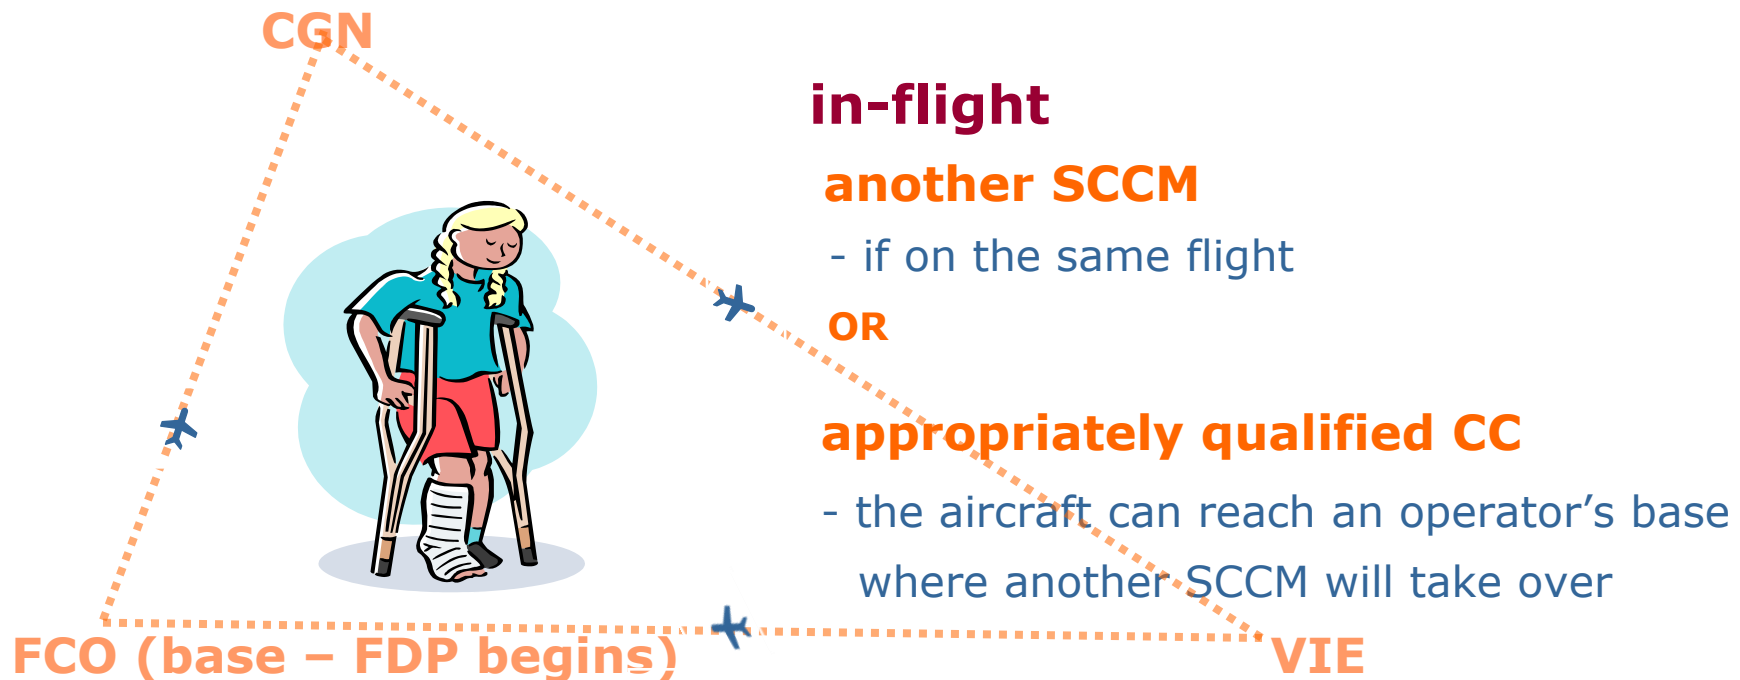 CGN
in-flight
another SCCM
- if on the same flight
OR
appropriately qualified CC
- the aircraft can reach an operator’s base
where another SCCM will take over
FCO (base – FDP begins)
VIE